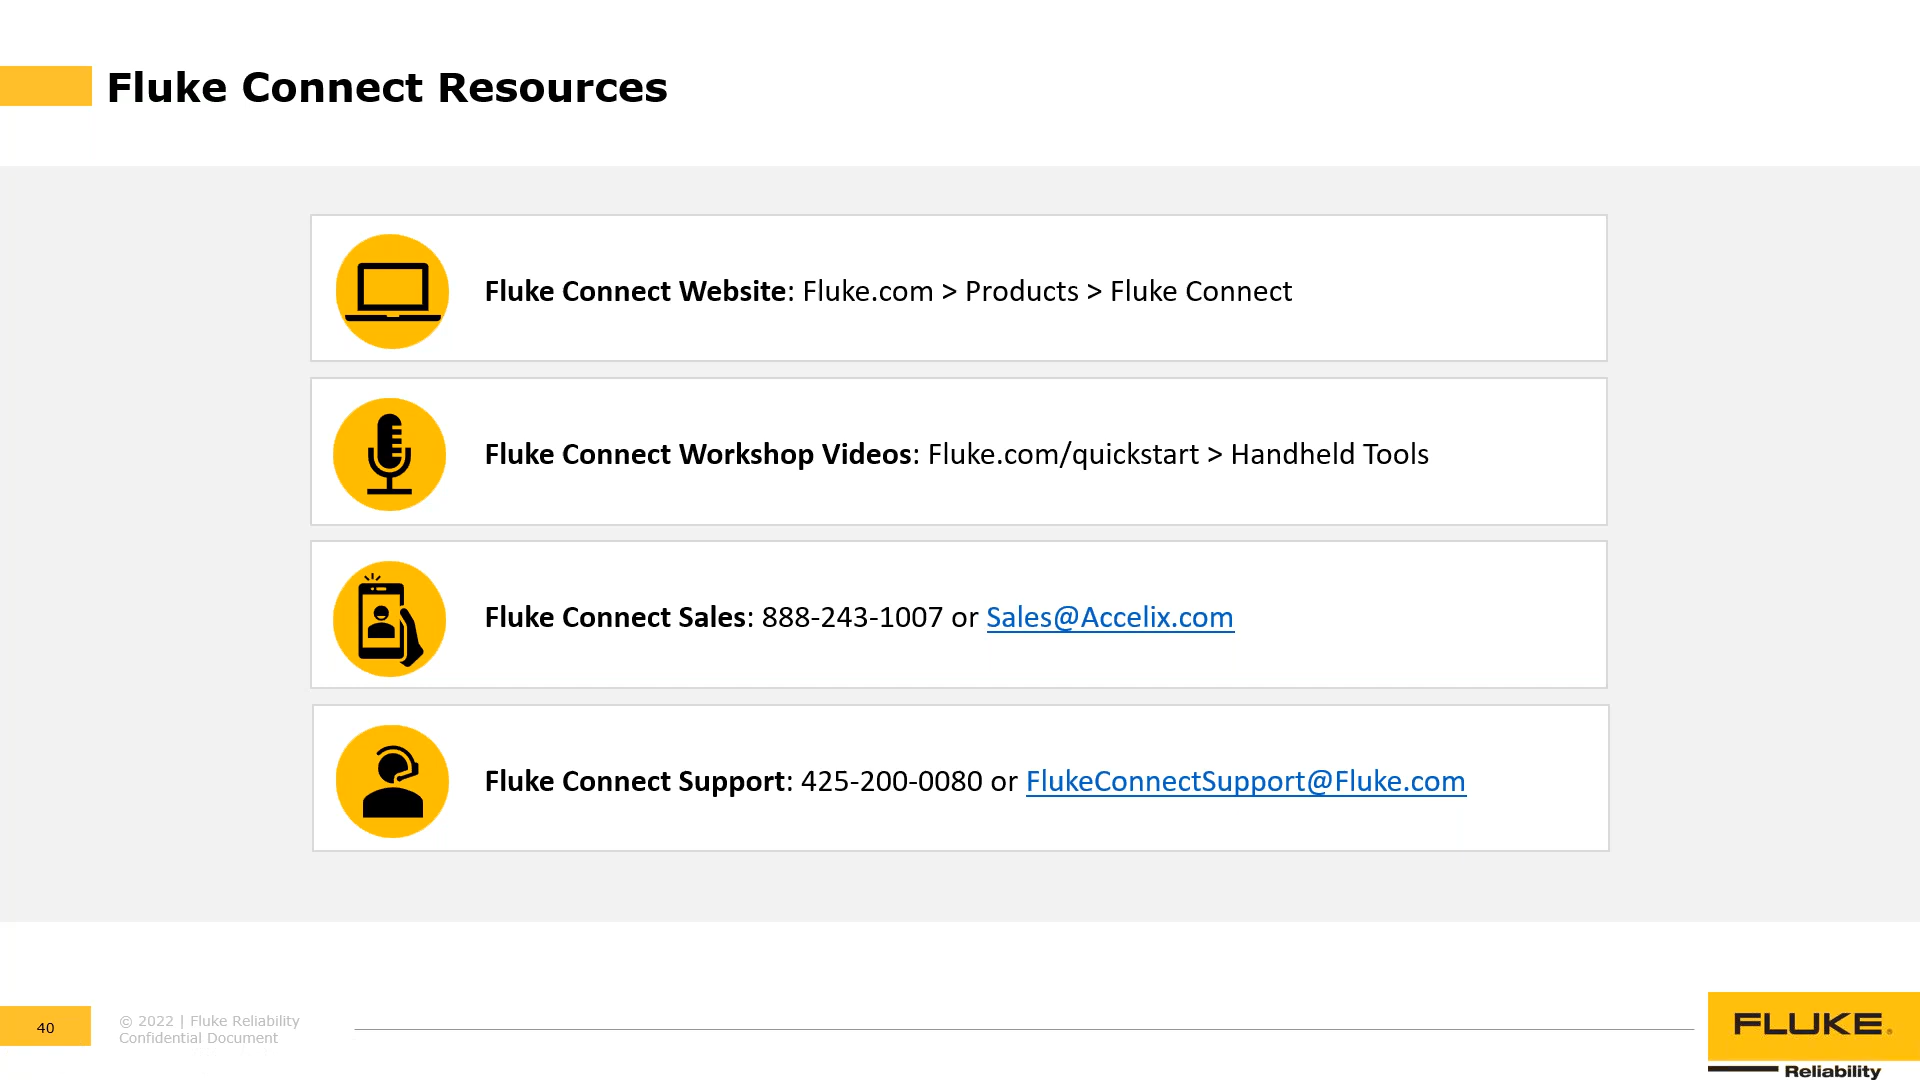 Fluke Connect Resources
Fluke Connect Website: Fluke.com > Products > Fluke Connect
Fluke Connect Workshop Videos: Fluke.com/quickstart > Handheld Tools
Fluke Connect Sales: 888-243-1007 or Sales@Accelix.com
Fluke Connect Support: 425-200-0080 or FlukeConnectSupport@Fluke.com
40
© 2022 | Fluke Reliability
Confidential Document
FLUKE®
Reliability